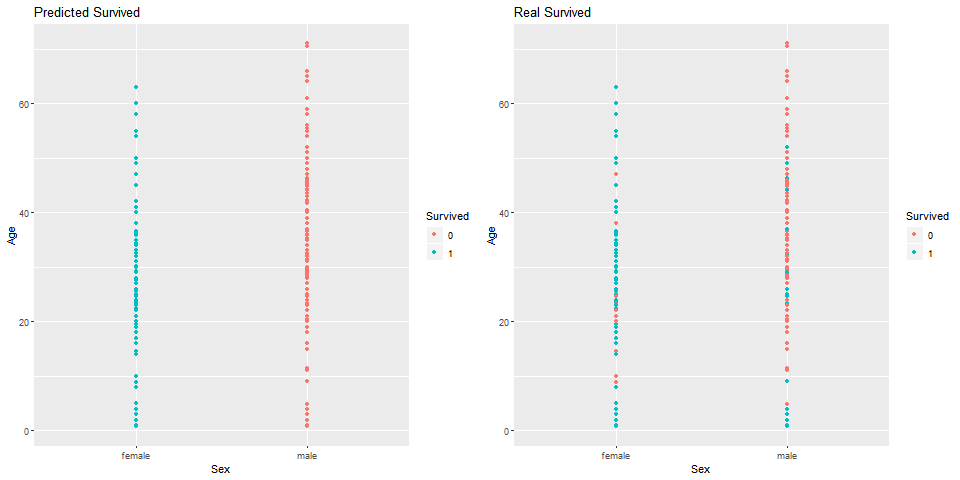 Predicted Survived
Age
60
40
20
0
female
male
Sex
Survived
0
1
Real Survived
Age
60
40
20
0
female
male
Sex
Survived
0
1